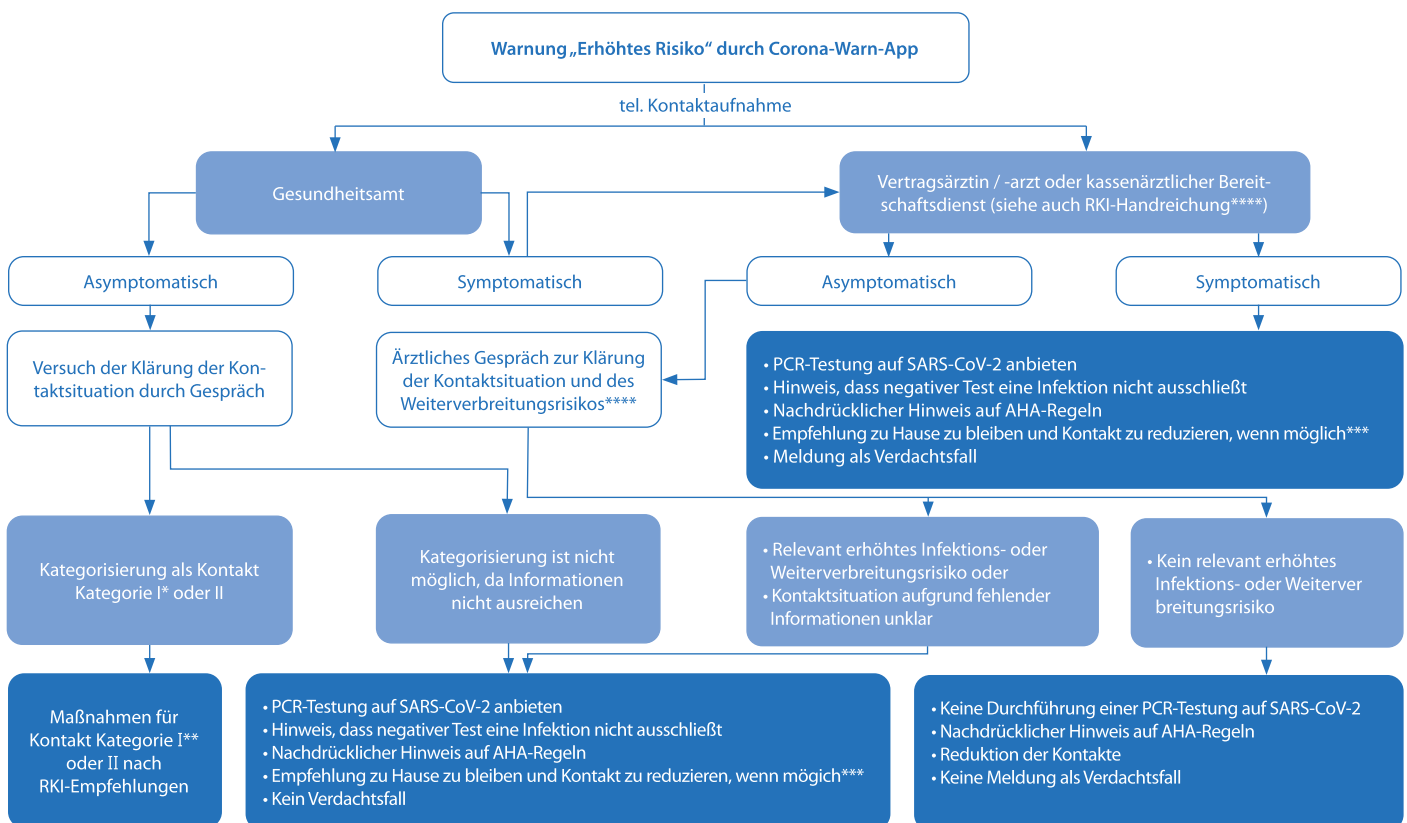 Warnung „Erhöhtes Risiko“ durch Corona-Warn-App
tel. Kontaktaufnahme
Gesundheitsamt
Vertragsärztin / -arzt oder kassenärztlicher Bereit-
schaftsdienst (siehe auch RKI-Handreichung****)
Asymptomatisch
Symptomatisch
Asymptomatisch
Symptomatisch
Versuch der Klärung der Kon-
taktsituation durch Gespräch
Ärztliches Gespräch zur Klärung
der Kontaktsituation und des
Weiterverbreitungsrisikos****
• PCR-Testung auf SARS-CoV-2 anbieten
• Hinweis, dass negativer Test eine Infektion nicht ausschließt
• Nachdrücklicher Hinweis auf AHA-Regeln
• Empfehlung zu Hause zu bleiben und Kontakt zu reduzieren, wenn möglich***
• Meldung als Verdachtsfall
Kategorisierung als Kontakt
Kategorie I* oder II
Kategorisierung ist nicht
möglich, da Informationen
nicht ausreichen
• Relevant erhöhtes Infektions- oder
Weiterverbreitungsrisiko oder
• Kontaktsituation aufgrund fehlender
Informationen unklar
• Kein relevant erhöhtes
Infektions- oder Weiterver
breitungsrisiko
Maßnahmen für
Kontakt Kategorie I**
oder II nach
RKI-Empfehlungen
• PCR-Testung auf SARS-CoV-2 anbieten
• Hinweis, dass negativer Test eine Infektion nicht ausschließt
• Nachdrücklicher Hinweis auf AHA-Regeln
• Empfehlung zu Hause zu bleiben und Kontakt zu reduzieren, wenn mögich***
• Kein Verdachtsfall
• Keine Durchführung einer PCR-Testung auf SARS-CoV-2
• Nachdrücklicher Hinweis auf AHA-Regeln
• Reduktion der Kontakte
• Keine Meldung als Verdachtsfall